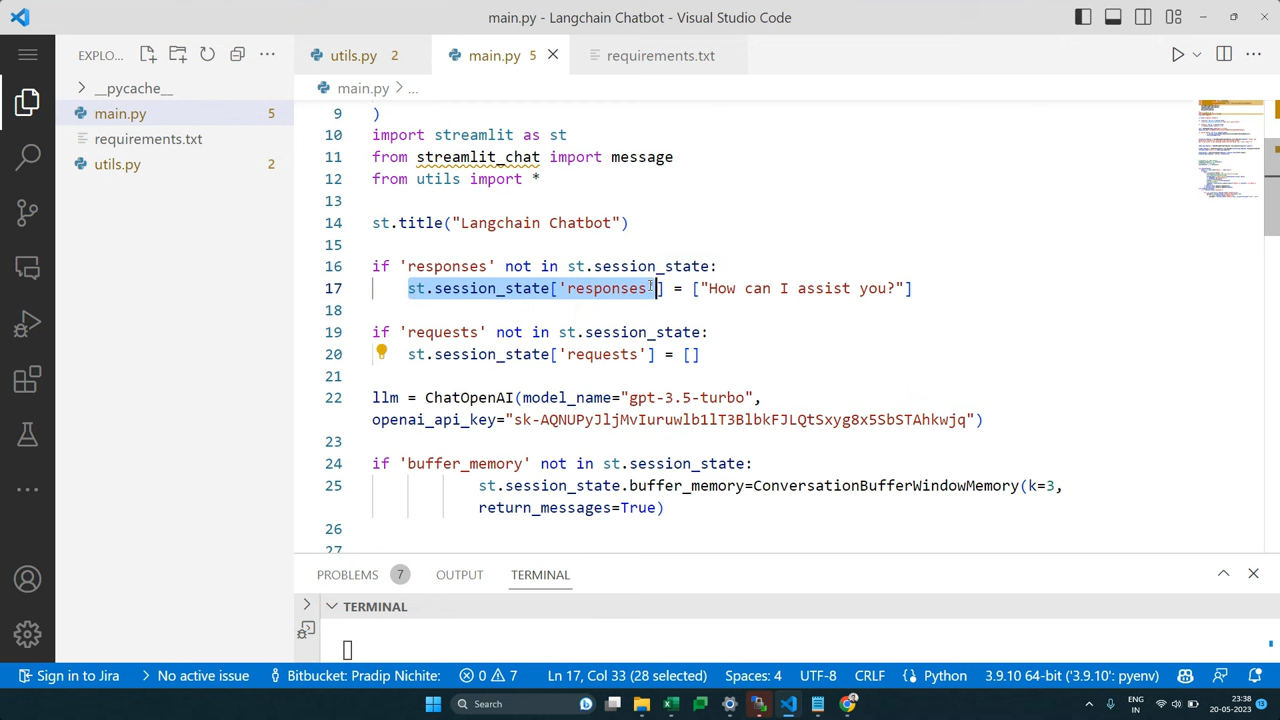 main.py - Langchain Chatbot - Visual Studio Code
EXPLO...
utils.py 2
main.py 5
requirements.txt
__pycache__
main.py > ...
main.py 5
requirements.txt
utils.py 2
9 )
10 import streamlit as st
11 from streamlit_chat import message
12 from utils import *
13
14 st.title("Langchain Chatbot")
15
16 if 'responses' not in st.session_state:
17 st.session_state['responses'] = ["How can I assist you?"]
18
19 if 'requests' not in st.session_state:
20 st.session_state['requests'] = []
21
22 llm = ChatOpenAI(model_name="gpt-3.5-turbo",
openai_api_key="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")
23
24 if 'buffer_memory' not in st.session_state:
25 st.session_state.buffer_memory=ConversationBufferWindowMemory(k=3,
return_messages=True)
26
27
PROBLEMS 7 OUTPUT TERMINAL
TERMINAL
Sign in to Jira No active issue Bitbucket: Pradip Nichite: 0 7 Ln 17, Col 33 (28 selected) Spaces: 4 UTF-8 CRLF Python 3.9.10 64-bit ('3.9.10': pyenv)
Search
ENG
IN
23:38
20-05-2023